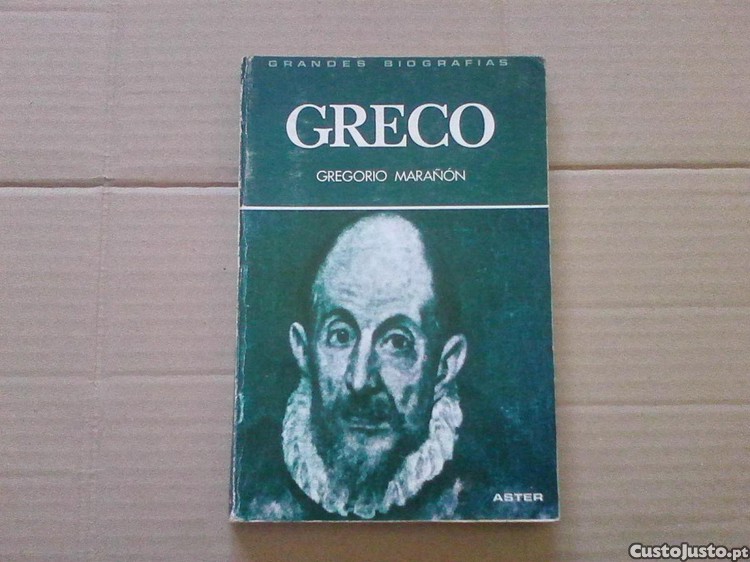 GRANDES BIOGRAFIAS
GRECO
GREGORIO MARAÑÓN
ASTER
CustoJusto.pt